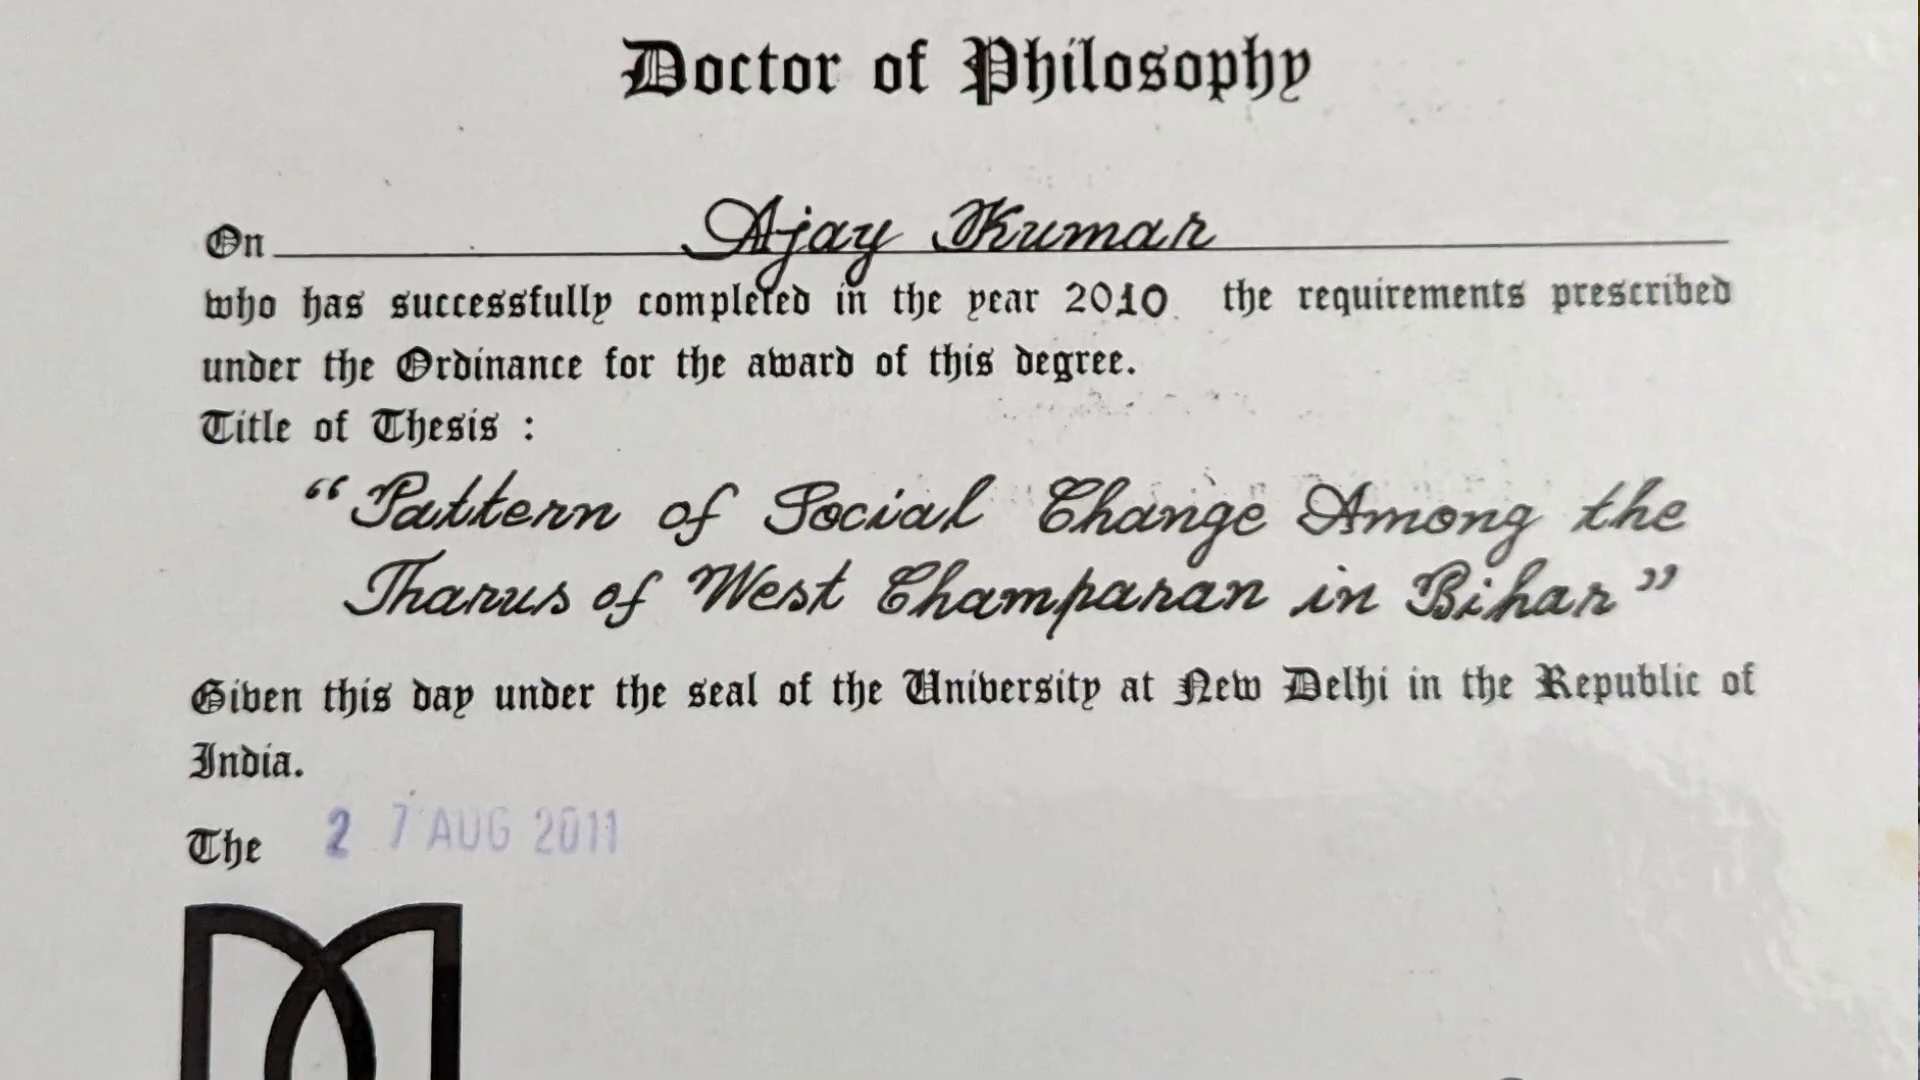 Doctor of Philosophy
On Ajay Kumar
who has successfully completed in the year 2010 the requirements prescribed
under the Ordinance for the award of this degree.
Title of Thesis :
“Pattern of Social Change Among the
Tharus of West Champaran in Bihar”
Given this day under the seal of the University at New Delhi in the Republic of
India.
The 27 AUG 2011